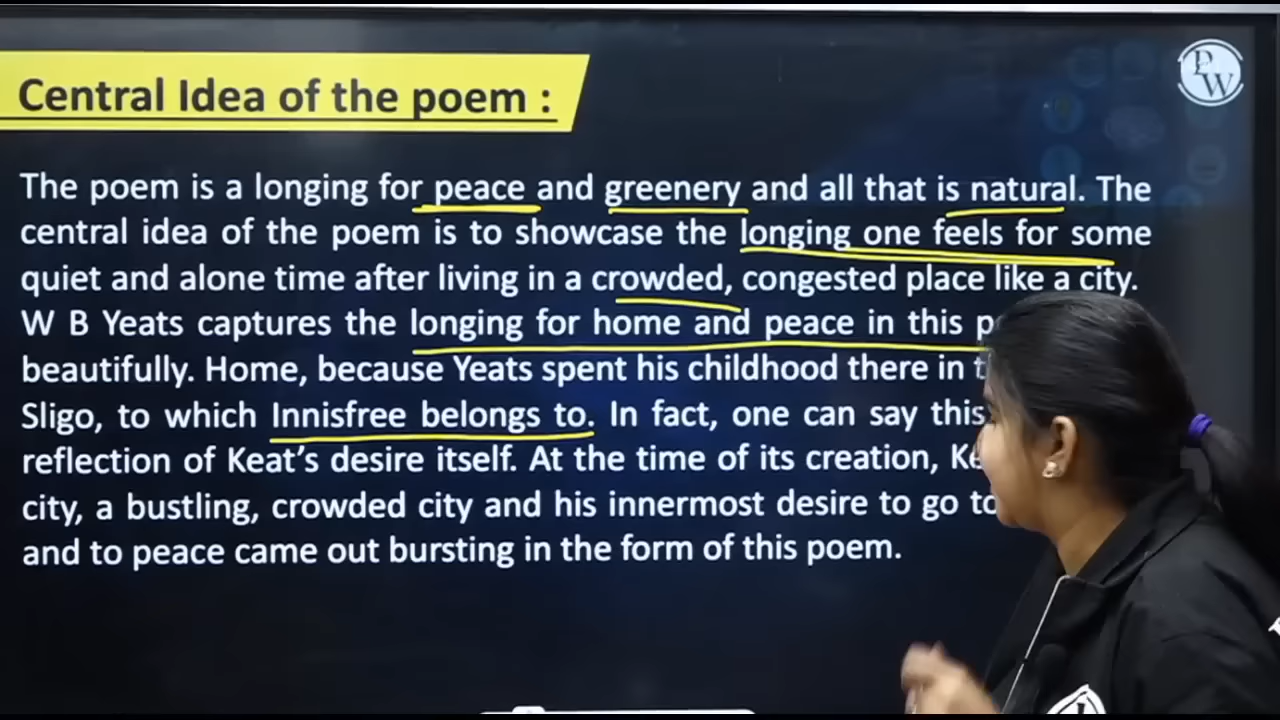 Central Idea of the poem :
PW
The poem is a longing for peace and greenery and all that is natural. The
central idea of the poem is to showcase the longing one feels for some
quiet and alone time after living in a crowded, congested place like a city.
W B Yeats captures the longing for home and peace in this
beautifully. Home, because Yeats spent his childhood there in
Sligo, to which Innisfree belongs to. In fact, one can say this
reflection of Keat's desire itself. At the time of its creation,
city, a bustling, crowded city and his innermost desire to go to
and to peace came out bursting in the form of this poem.